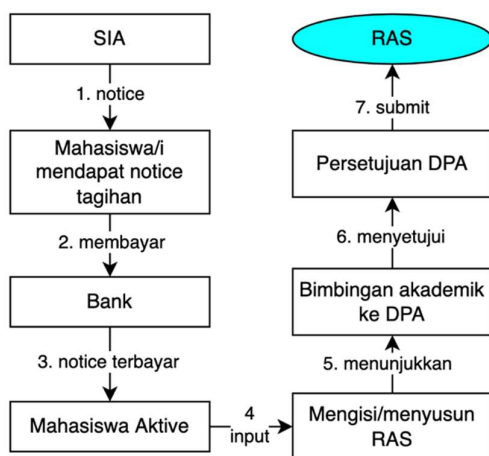 SIA
1. notice
Mahasiswa/i
mendapat notice
tagihan
2. membayar
Bank
3. notice terbayar
Mahasiswa Aktive
4
input
Mengisi/menyusun
RAS
5. menunjukkan
Bimbingan akademik
ke DPA
6. menyetujui
Persetujuan DPA
7. submit
RAS